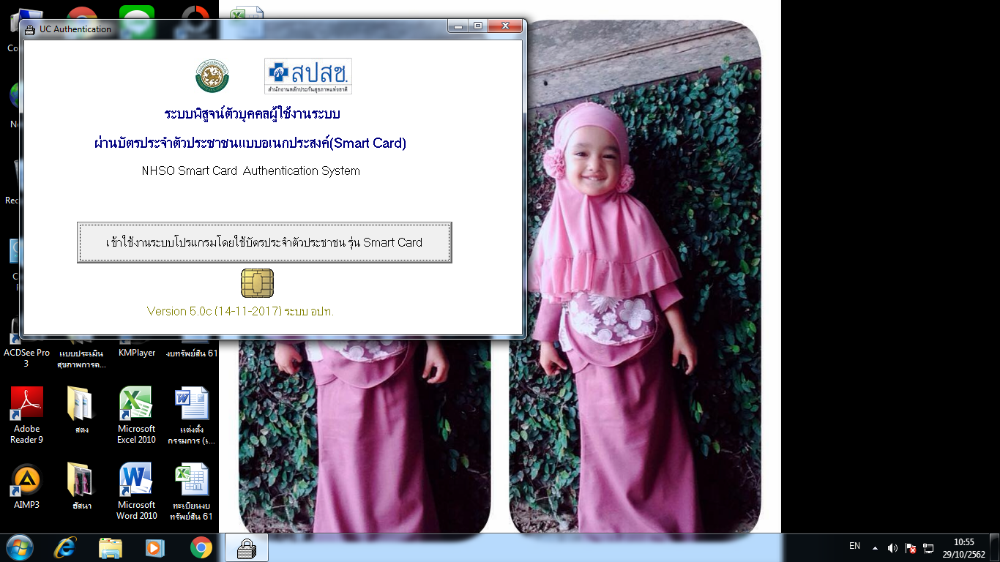 UC Authentication
สปสช.
สำนักงานหลักประกันสุขภาพแห่งชาติ
ระบบพิสูจน์ตัวบุคคลผู้ใช้งานระบบ
ผ่านบัตรประจำตัวประชาชนแบบอเนกประสงค์(Smart Card)
NHSO Smart Card Authentication System
เข้าใช้งานระบบโปรแกรมโดยใช้บัตรประจำตัวประชาชน รุ่น Smart Card
Version 5.0c (14-11-2017) ระบบ อปท.
ACDSee Pro 3
แบบประเมิน
สุขภาพการค...
KMPlayer
งบทรัพย์สิน 61
Adobe
Reader 9
สตง
Microsoft
Excel 2010
แต่งตั้ง
กรรมการ (เ...
AIMP3
ฮัสนา
Microsoft
Word 2010
ทะเบียนงบ
ทรัพย์สิน 61
EN
10:55
29/10/2562